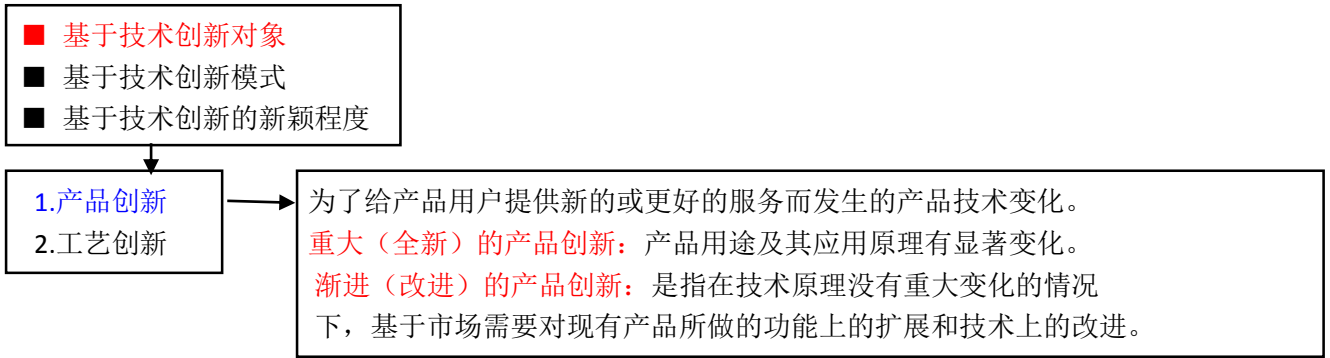 ■ 基于技术创新对象
■ 基于技术创新模式
■ 基于技术创新的新颖程度
1.产品创新
2.工艺创新
为了给产品用户提供新的或更好的服务而发生的产品技术变化。
重大（全新）的产品创新：产品用途及其应用原理有显著变化。
渐进（改进）的产品创新：是指在技术原理没有重大变化的情况
下，基于市场需要对现有产品所做的功能上的扩展和技术上的改进。